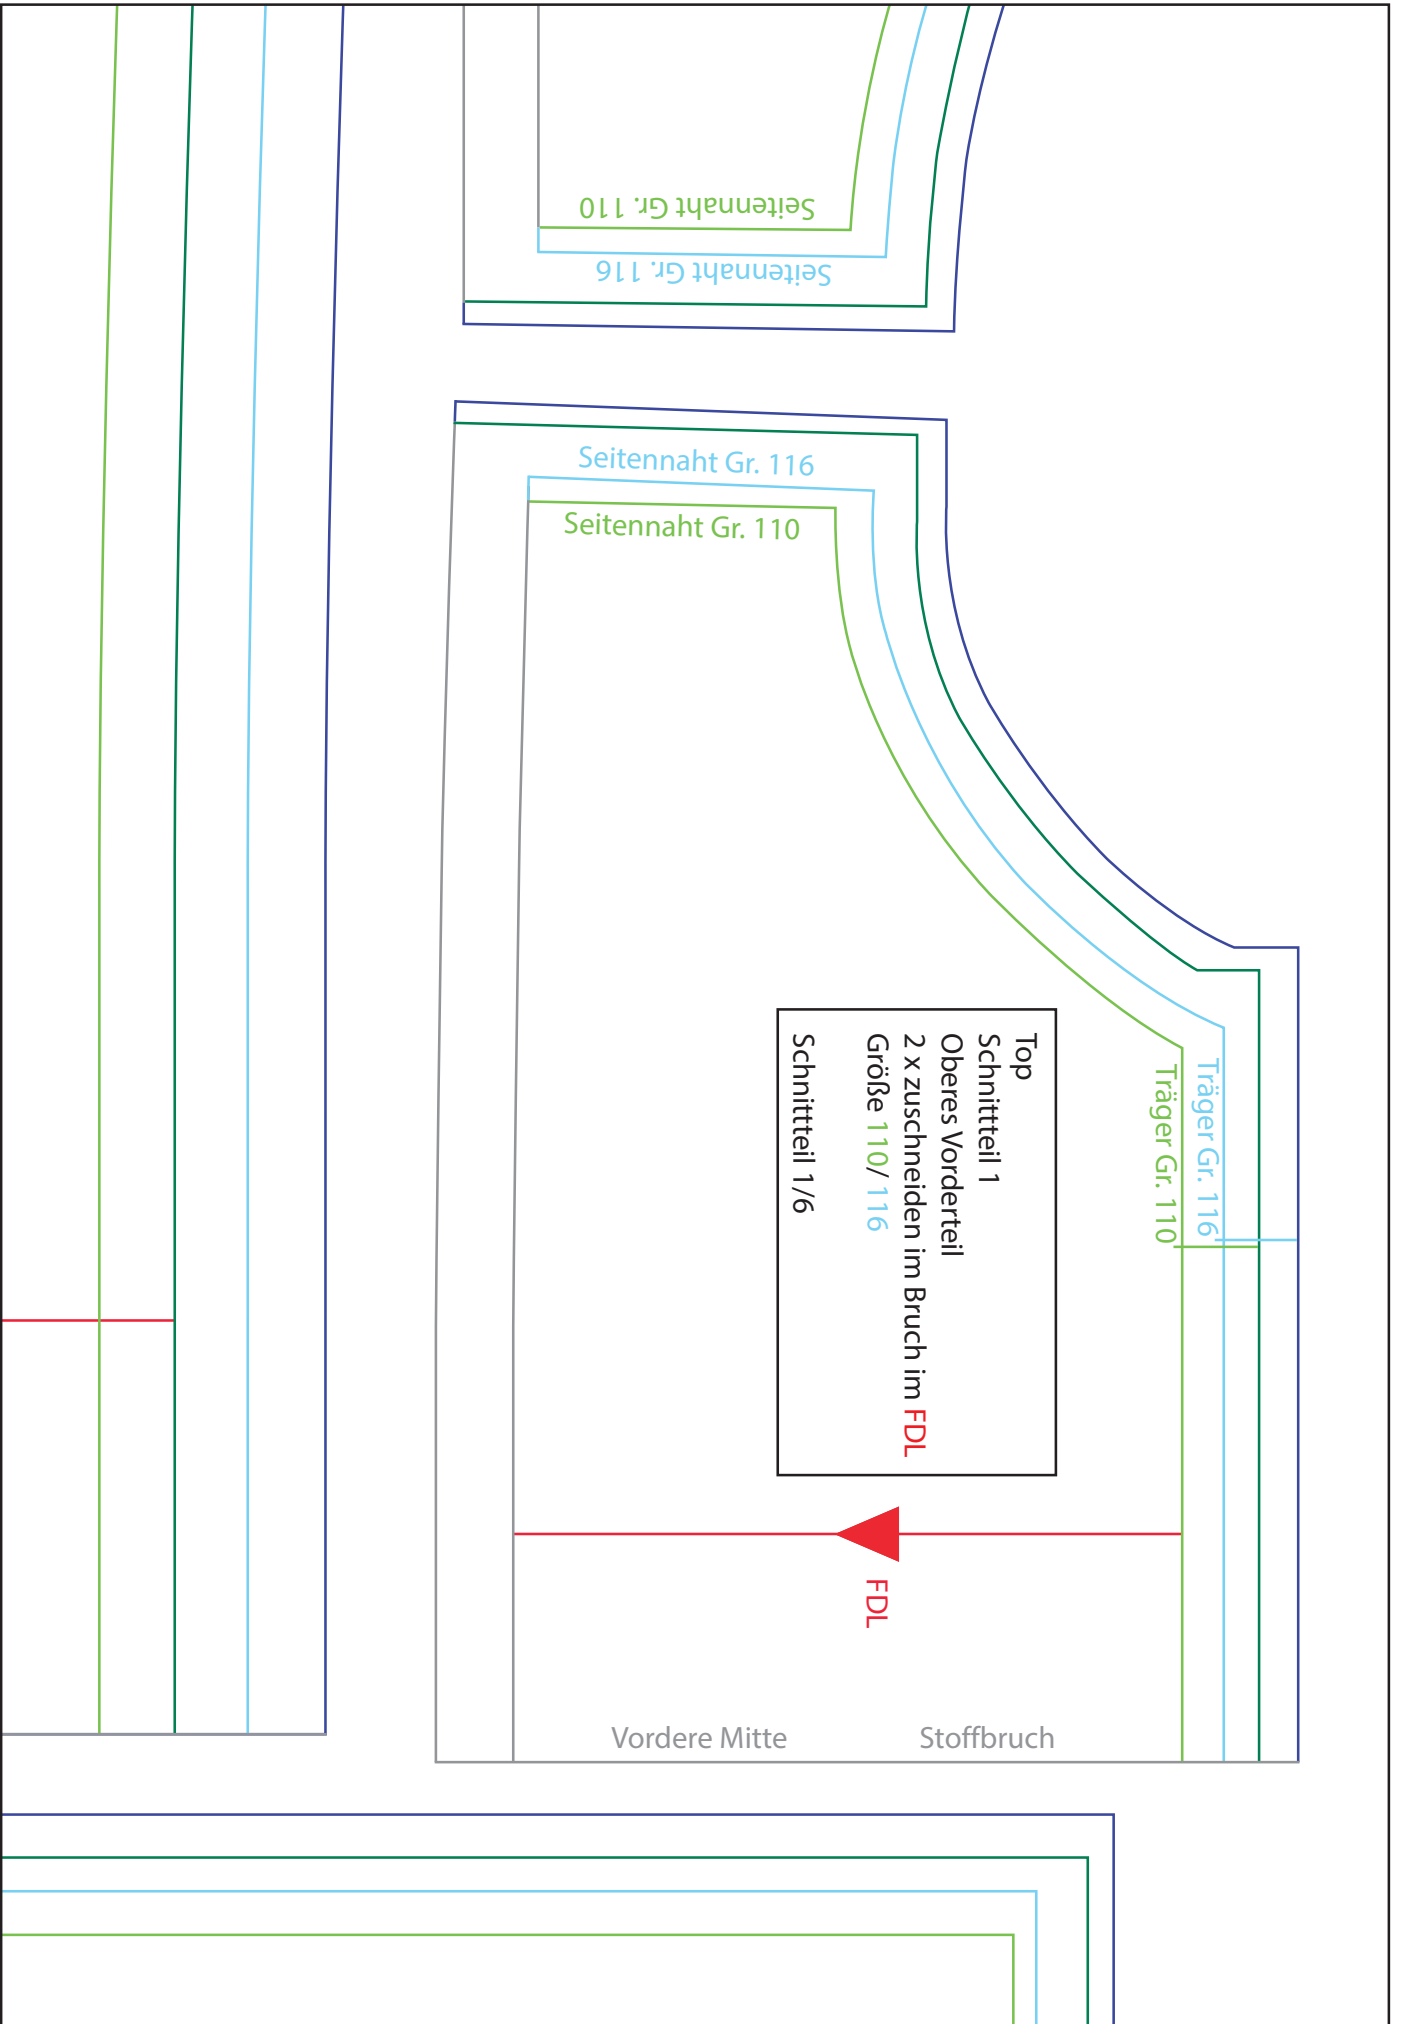 Seitennaht Gr. 110
Seitennaht Gr. 116
Seitennaht Gr. 116
Seitennaht Gr. 110
Träger Gr. 116
Träger Gr. 110
Top
Schnittteil 1
Oberes Vorderteil
2 x zuschneiden im Bruch im FDL
Größe 110/ 116
Schnittteil 1/6
FDL
Vordere Mitte
Stoffbruch